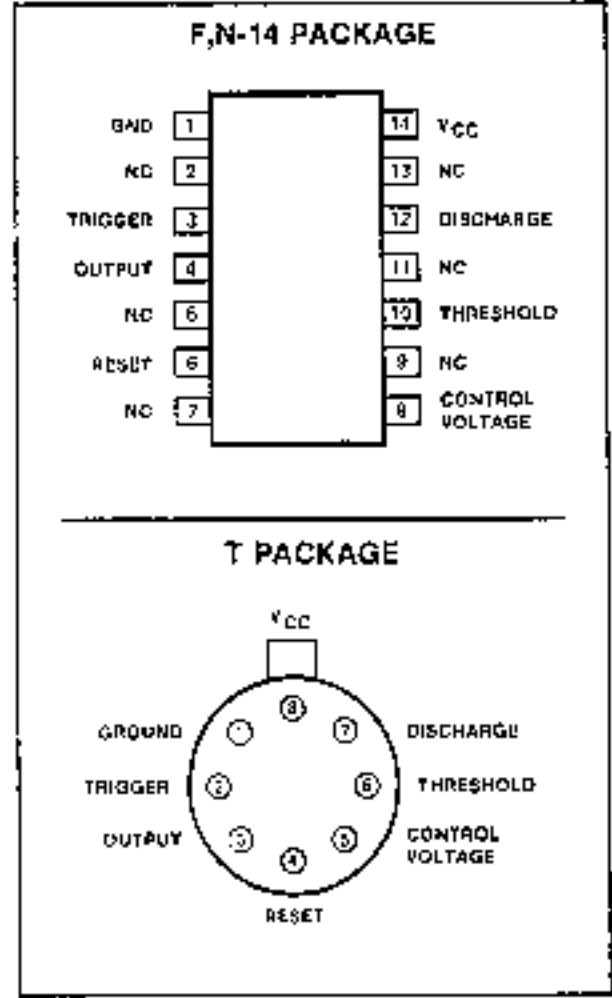 F,N-14 PACKAGE
GND 1 14 VCC
NC 2 13 NC
TRIGGER 3 12 DISCHARGE
OUTPUT 4 11 NC
NC 5 10 THRESHOLD
RESET 6 9 NC
NC 7 8 CONTROL VOLTAGE
T PACKAGE
VCC
8
GROUND 1 7 DISCHARGE
TRIGGER 2 6 THRESHOLD
OUTPUT 3 5 CONTROL VOLTAGE
4
RESET